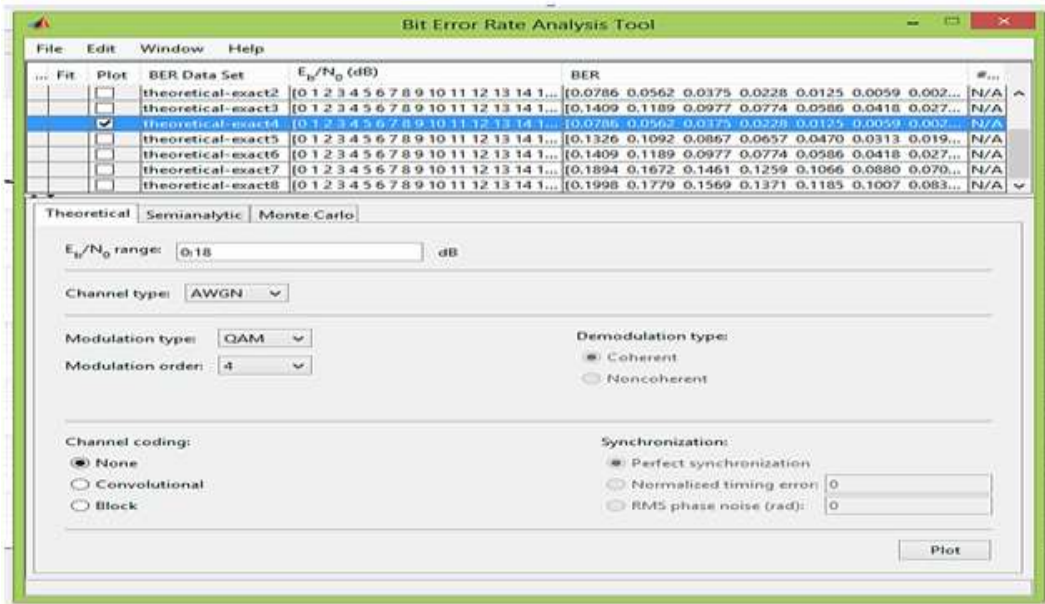 Bit Error Rate Analysis Tool
File Edit Window Help
... Fit Plot BER Data Set Eb/N0 (dB) BER #...
theoretical-exact2 [0 1 2 3 4 5 6 7 8 9 10 11 12 13 14 1... [0.0786 0.0562 0.0375 0.0228 0.0125 0.0059 0.002... N/A
theoretical-exact3 [0 1 2 3 4 5 6 7 8 9 10 11 12 13 14 1... [0.1409 0.1189 0.0977 0.0774 0.0586 0.0418 0.027... N/A
theoretical-exact4 [0 1 2 3 4 5 6 7 8 9 10 11 12 13 14 1... [0.0786 0.0562 0.0375 0.0228 0.0125 0.0059 0.002... N/A
theoretical-exact5 [0 1 2 3 4 5 6 7 8 9 10 11 12 13 14 1... [0.1326 0.1092 0.0867 0.0657 0.0470 0.0313 0.019... N/A
theoretical-exact6 [0 1 2 3 4 5 6 7 8 9 10 11 12 13 14 1... [0.1409 0.1189 0.0977 0.0774 0.0586 0.0418 0.027... N/A
theoretical-exact7 [0 1 2 3 4 5 6 7 8 9 10 11 12 13 14 1... [0.1894 0.1672 0.1461 0.1259 0.1066 0.0880 0.070... N/A
theoretical-exact8 [0 1 2 3 4 5 6 7 8 9 10 11 12 13 14 1... [0.1998 0.1779 0.1569 0.1371 0.1185 0.1007 0.083... N/A
Theoretical Semianalytic Monte Carlo
Eb/N0 range: 0:18 dB
Channel type: AWGN
Modulation type: QAM
Modulation order: 4
Demodulation type:
Coherent
Noncoherent
Channel coding:
None
Convolutional
Block
Synchronization:
Perfect synchronization
Normalized timing error: 0
RMS phase noise (rad): 0
Plot